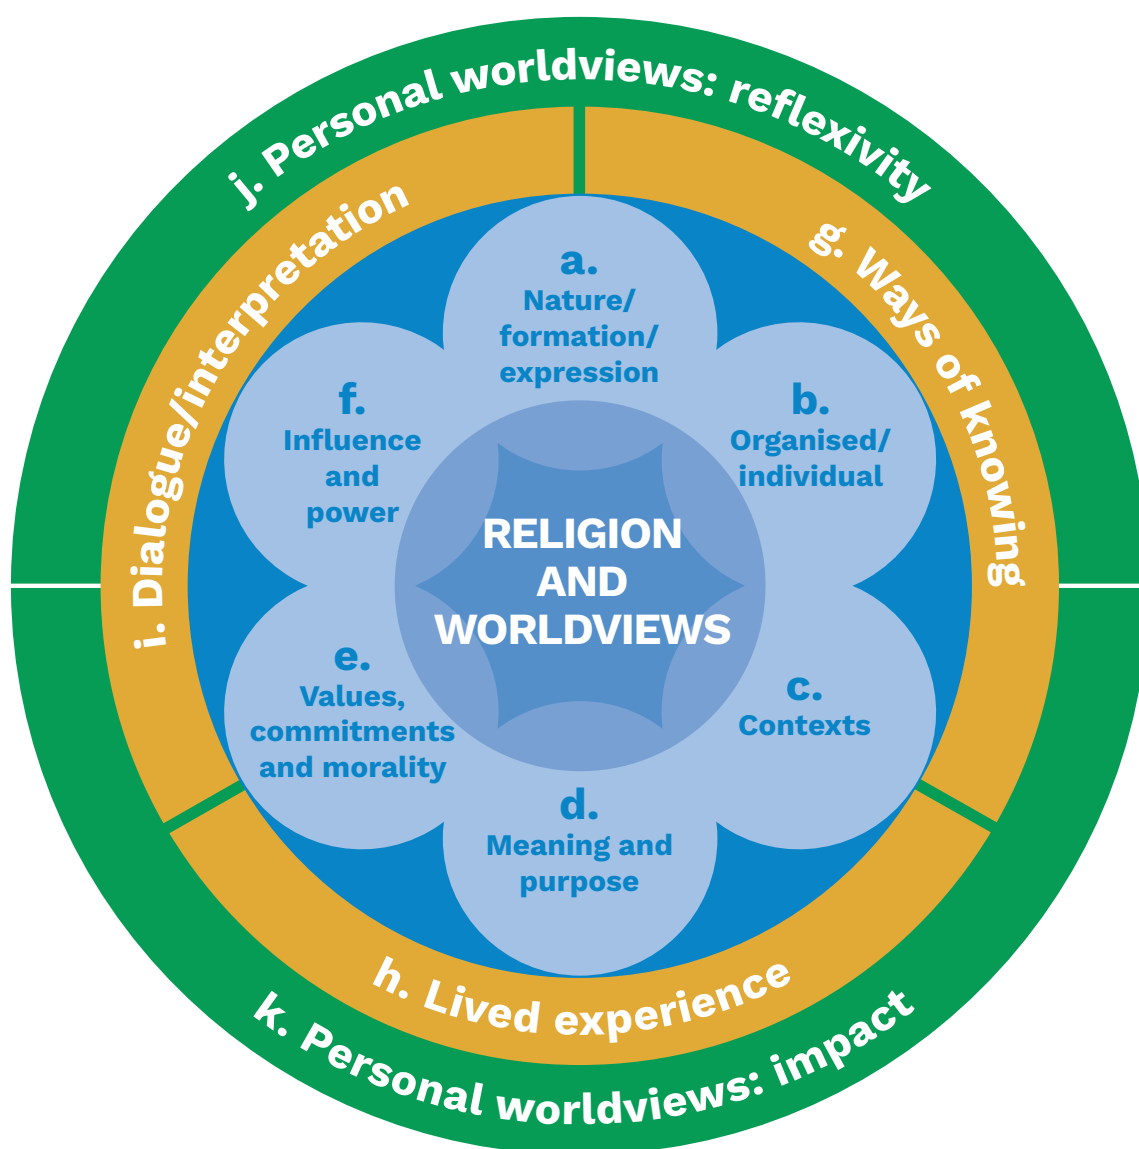 j. Personal worldviews: reflexivity
g. Ways of knowing
i. Dialogue/interpretation
a.
Nature/
formation/
expression
b.
Organised/
individual
f.
Influence
and
power
RELIGION
AND
WORLDVIEWS
e.
Values,
commitments
and morality
c.
Contexts
d.
Meaning and
purpose
h. Lived experience
k. Personal worldviews: impact